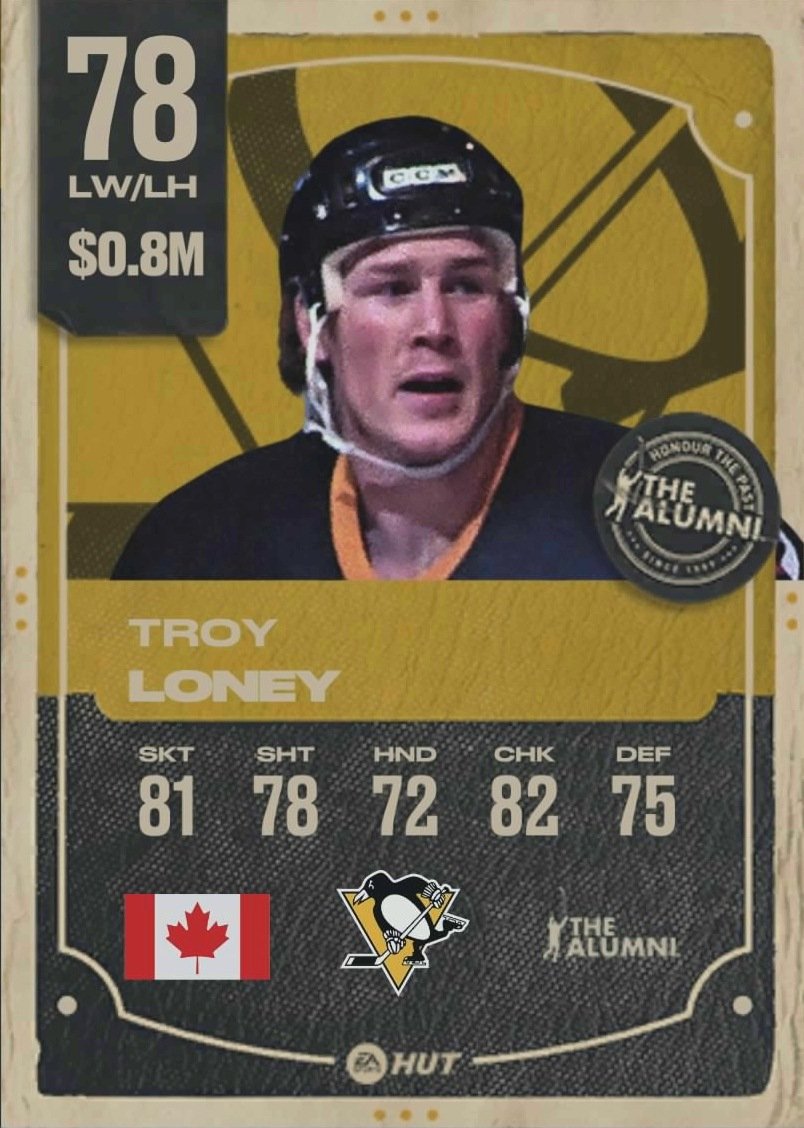 78
LW/LH
$0.8M
CCM
HONOUR THE PAST
THE
ALUMNI
TROY
LONEY
SKT SHT HND CHK DEF
81 78 72 82 75
THE
ALUMNI
EA
HUT